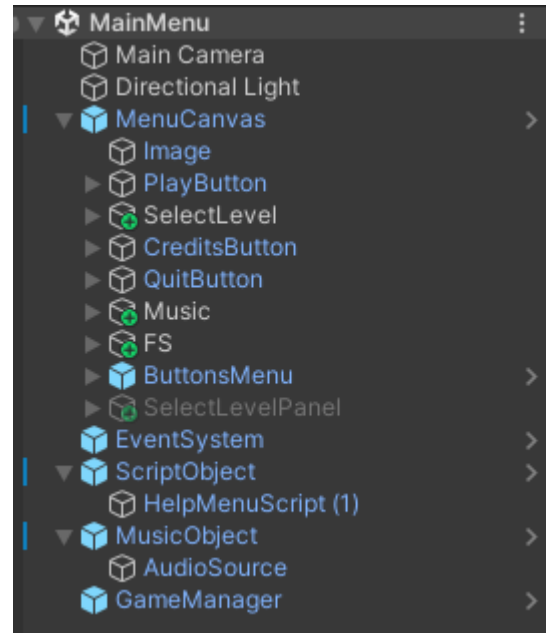 MainMenu
Main Camera
Directional Light
MenuCanvas
Image
PlayButton
SelectLevel
CreditsButton
QuitButton
Music
FS
ButtonsMenu
SelectLevelPanel
EventSystem
ScriptObject
HelpMenuScript (1)
MusicObject
AudioSource
GameManager